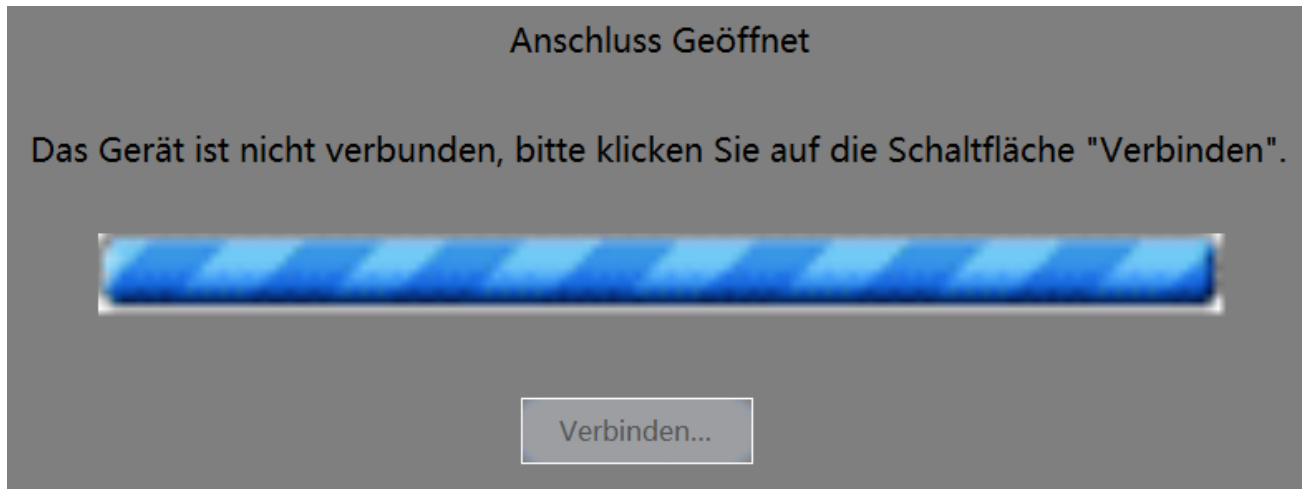 Anschluss Geöffnet
Das Gerät ist nicht verbunden, bitte klicken Sie auf die Schaltfläche "Verbinden".
Verbinden...